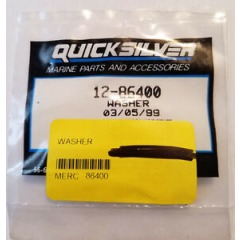 QUICKSILVER
MARINE PARTS AND ACCESSORIES
12-86400
WASHER
03/05/99
WASHER
MERC 86400